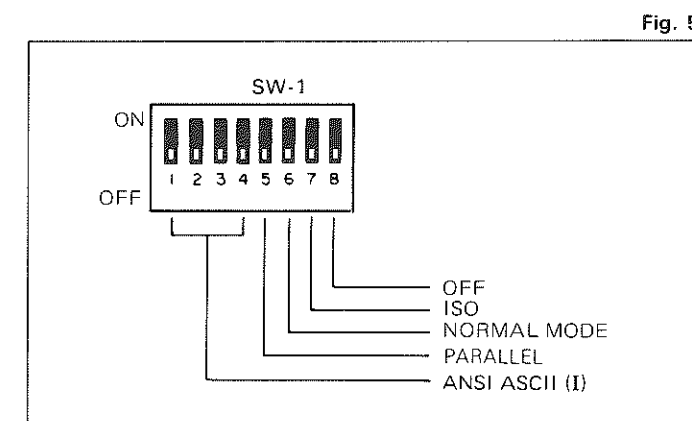 Fig. 5
SW-1
ON
1 2 3 4 5 6 7 8
OFF
OFF
ISO
NORMAL MODE
PARALLEL
ANSI ASCII (I)